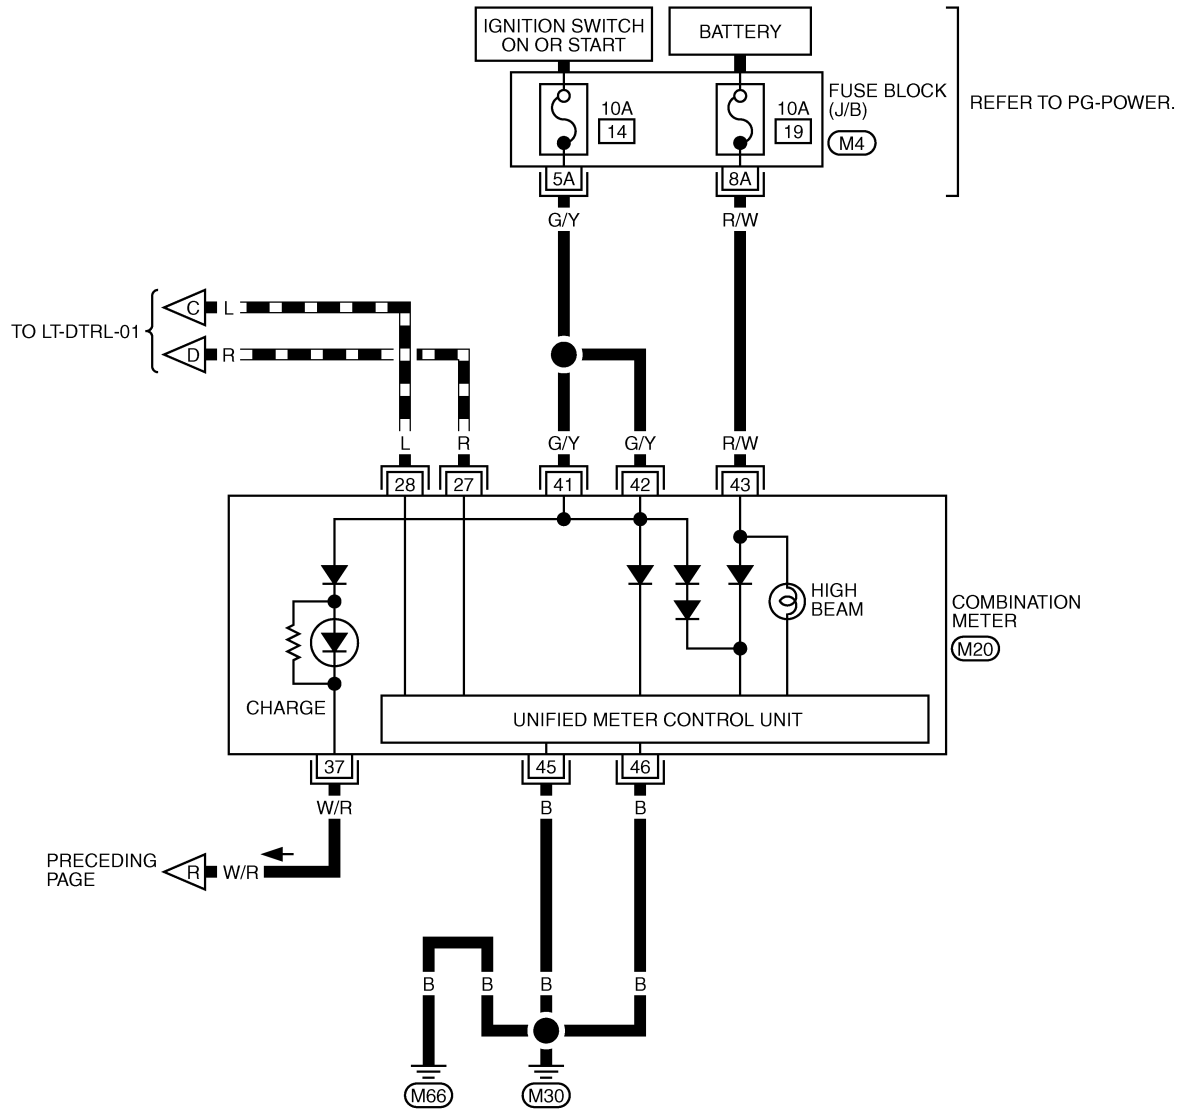 IGNITION SWITCH
ON OR START
BATTERY
10A
14
10A
19
FUSE BLOCK
(J/B)
M4
REFER TO PG-POWER.
5A
8A
G/Y
R/W
TO LT-DTRL-01
C
L
D
R
L
R
G/Y
G/Y
R/W
28
27
41
42
43
HIGH
BEAM
COMBINATION
METER
M20
CHARGE
UNIFIED METER CONTROL UNIT
37
45
46
W/R
B
B
PRECEDING
PAGE
R
W/R
B
B
B
B
M66
M30